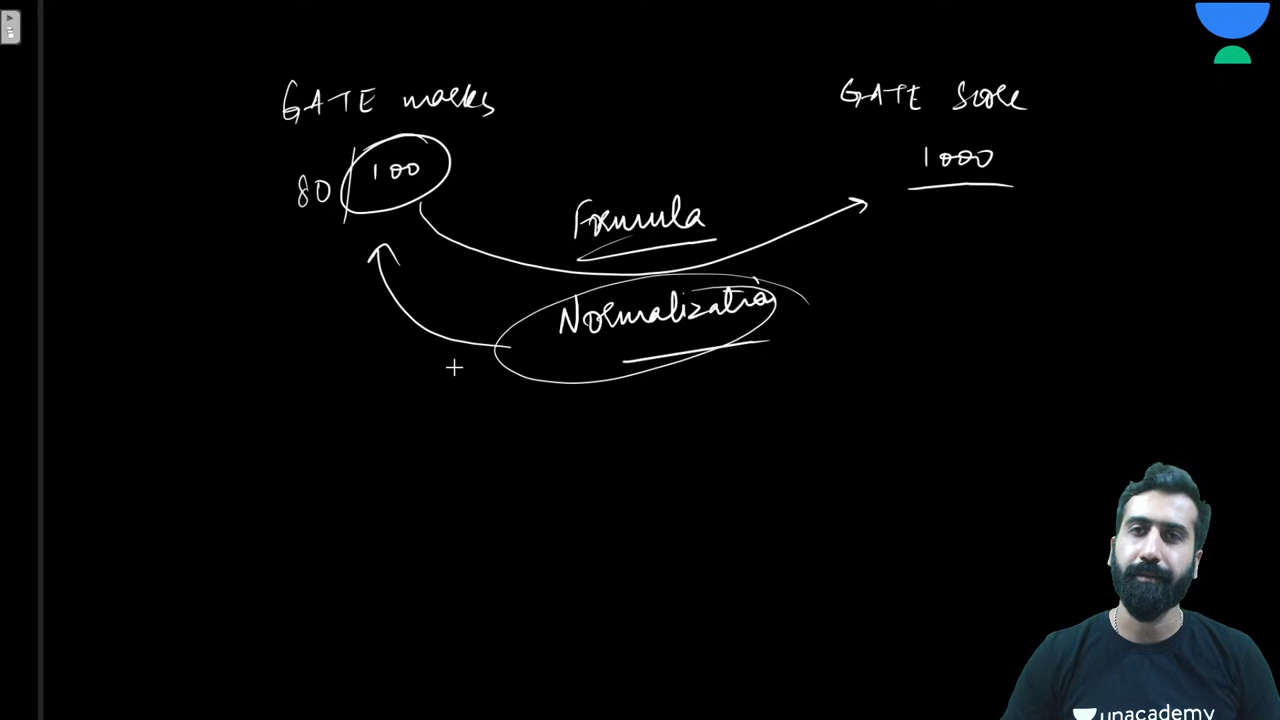 GATE marks
GATE Score
80 | 100
1000
Formula
Normalization
unacademy